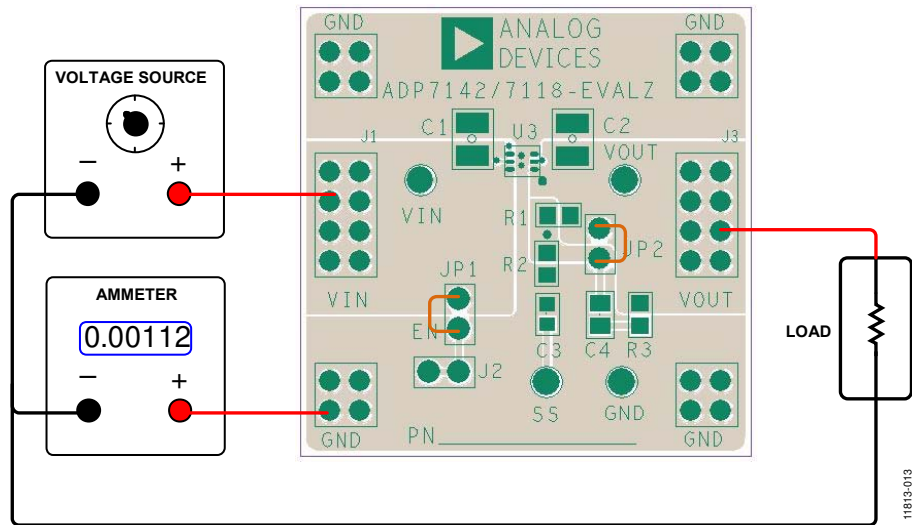 GND
ANALOG
DEVICES
GND
VOLTAGE SOURCE
ADP7142/7118-EVALZ
C1
U3
C2
J1
VOUT
J3
− +
VIN
R1
JP2
R2
JP1
VIN
VOUT
AMMETER
0.00112
EN
LOAD
C3
C4
R3
J2
− +
SS
GND
GND
PN
GND
11813-013